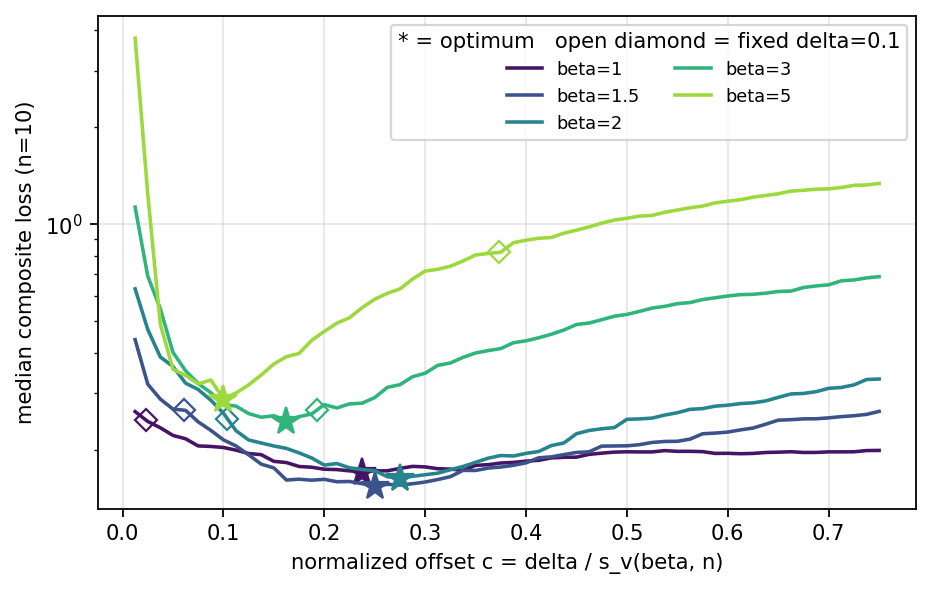 * = optimum   open diamond = fixed delta=0.1
beta=1
beta=1.5
beta=2
beta=3
beta=5
median composite loss (n=10)
10^0
0.0 0.1 0.2 0.3 0.4 0.5 0.6 0.7
normalized offset c = delta / s_v(beta, n)